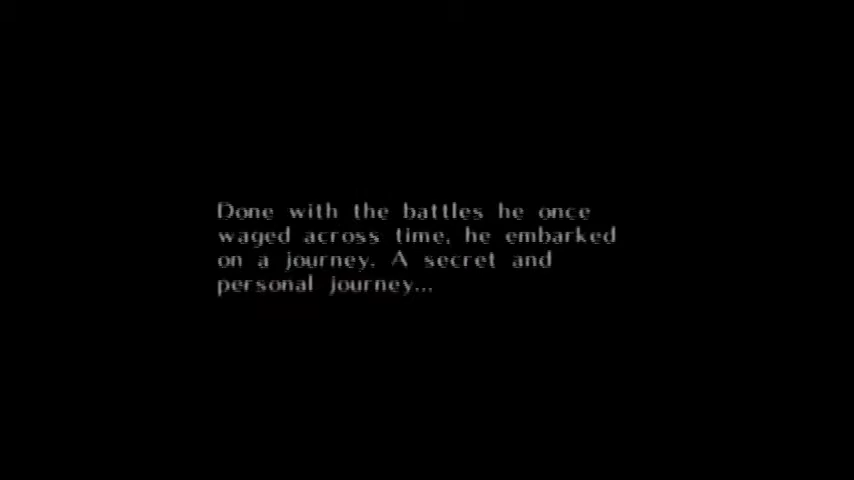 Done with the battles he once
waged across time, he embarked
on a journey. A secret and
personal journey...